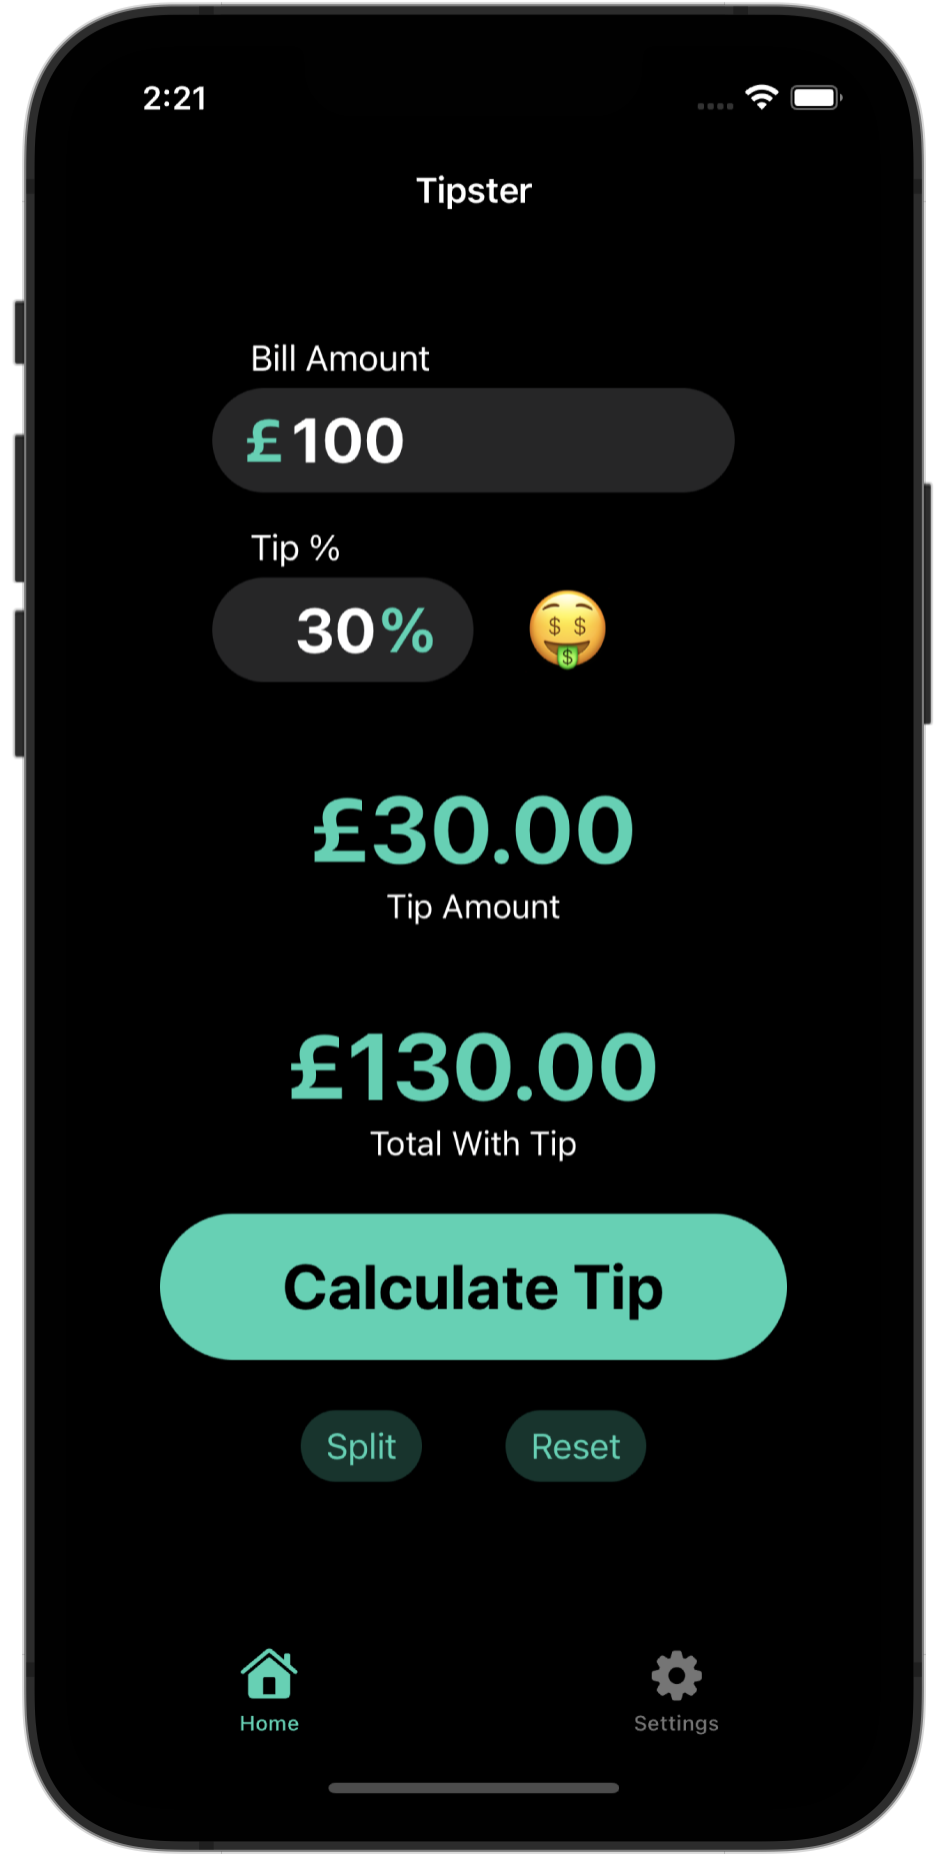 2:21
Tipster
Bill Amount
£100
Tip %
30%
£30.00
Tip Amount
£130.00
Total With Tip
Calculate Tip
Split Reset
Home Settings